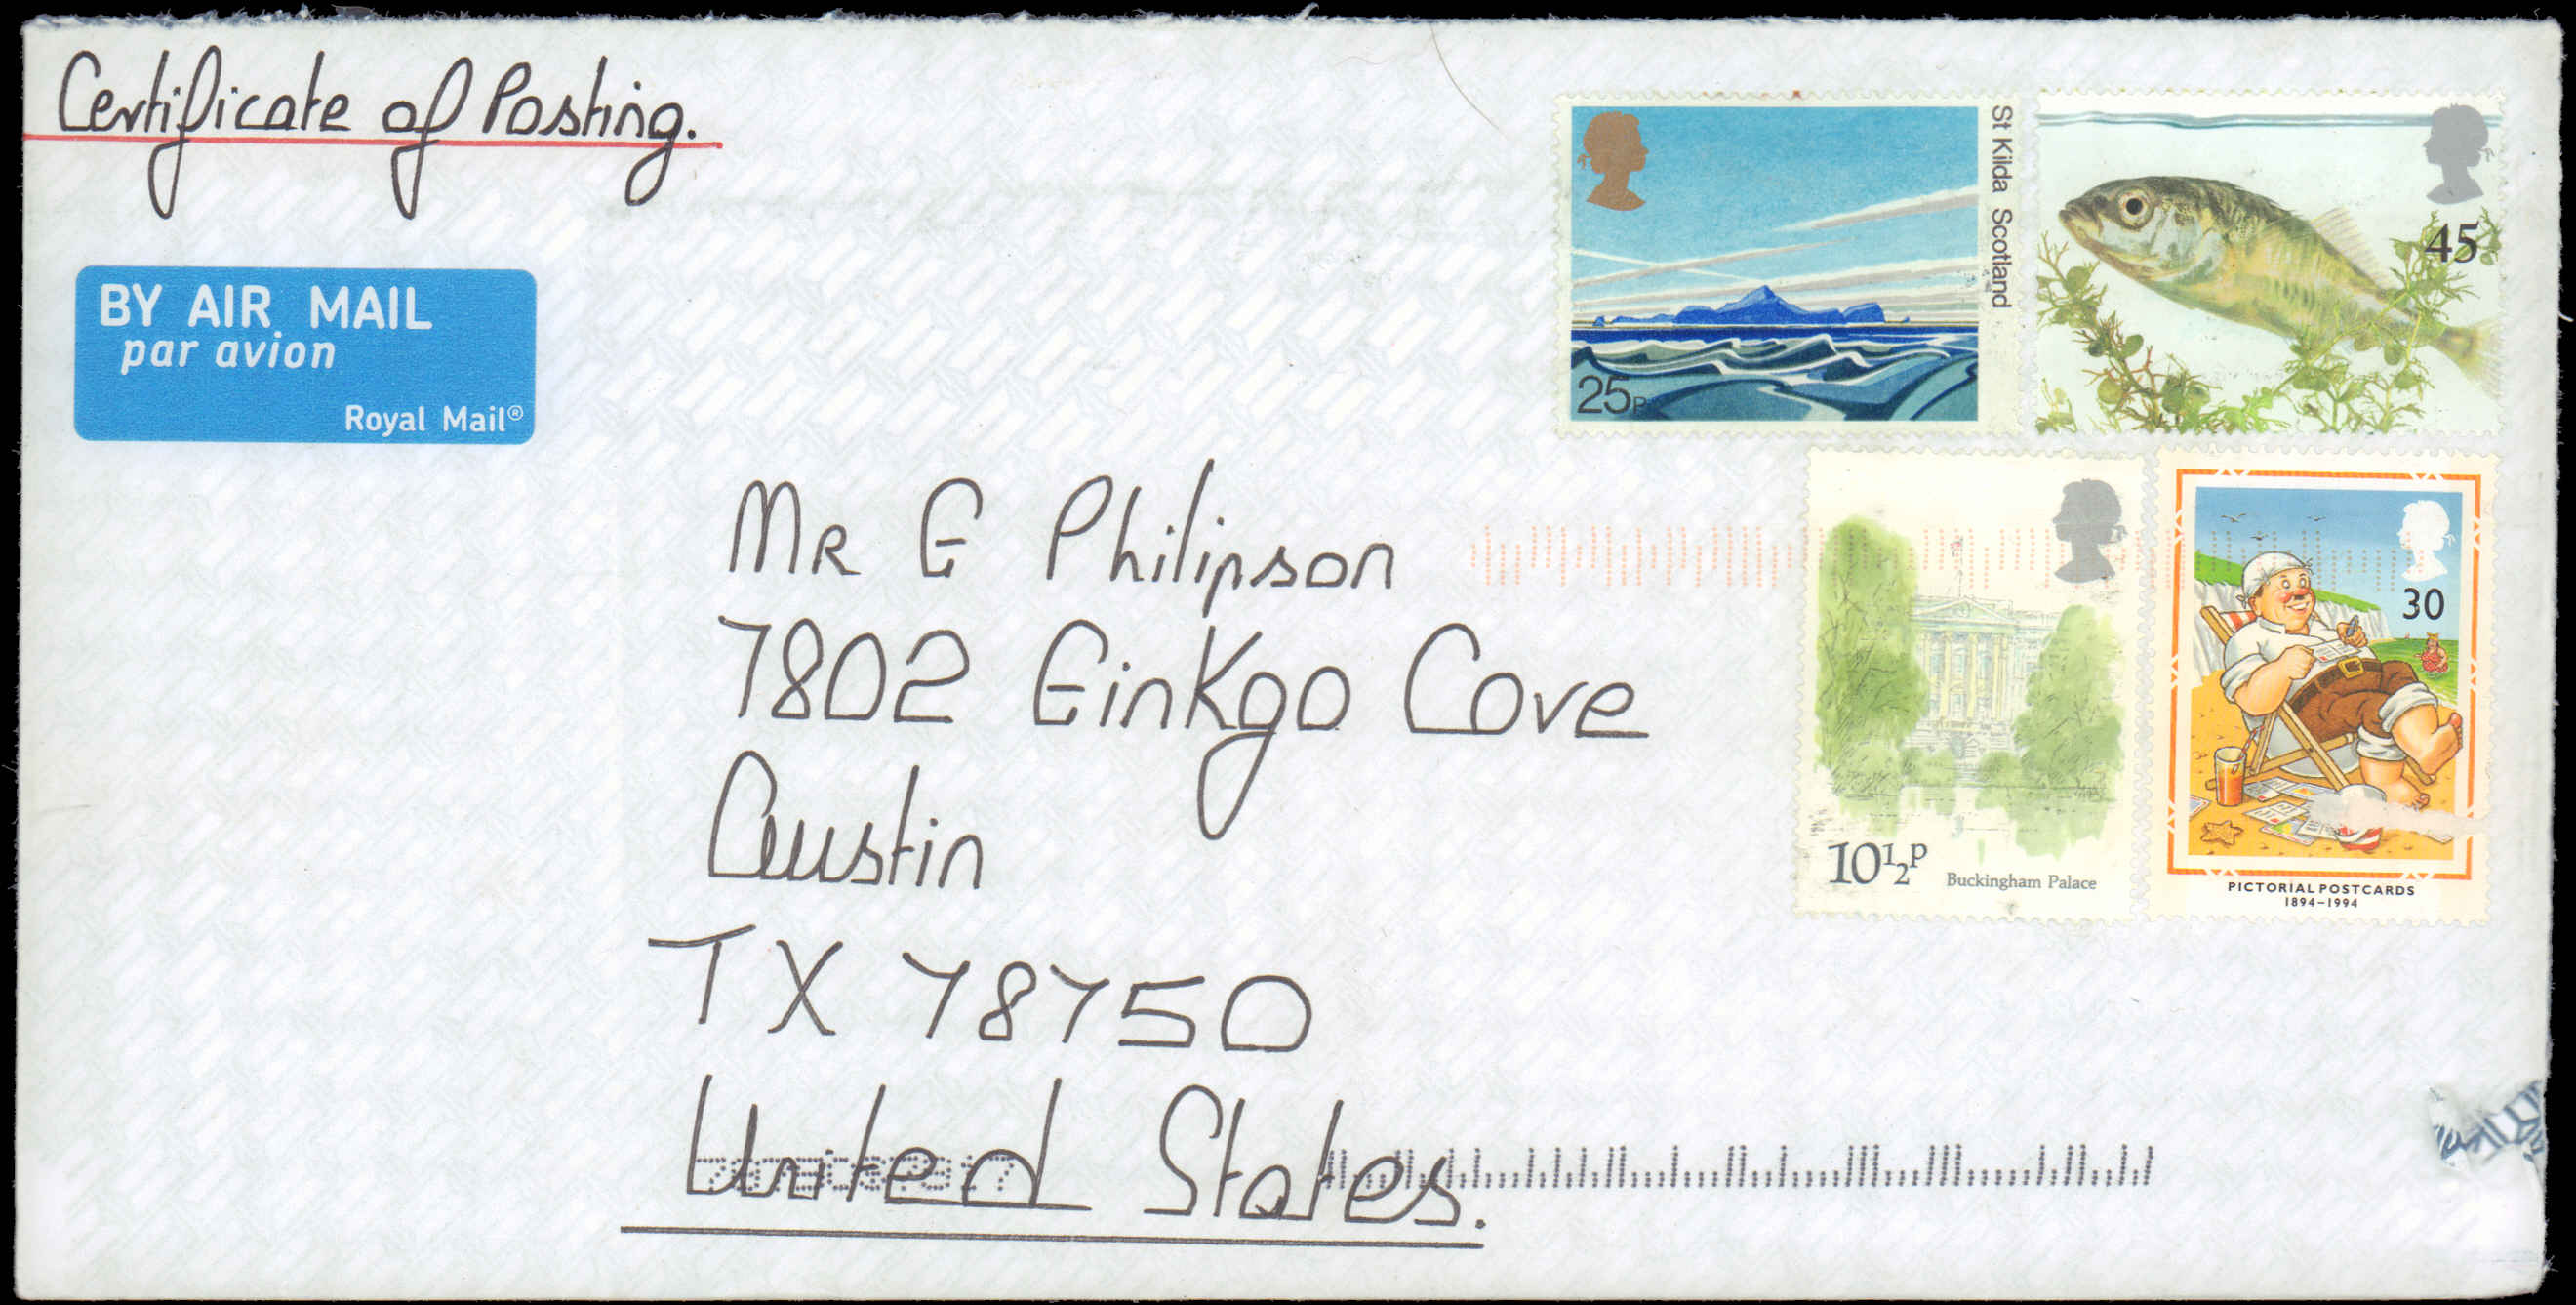 Certificate of Posting.
BY AIR MAIL
par avion
Royal Mail®
St Kilda Scotland
25P
45
Mr G Philipson
7802 Ginkgo Cove
Austin
TX 78750
United States.
10½P
Buckingham Palace
30
PICTORIAL POSTCARDS
1894–1994